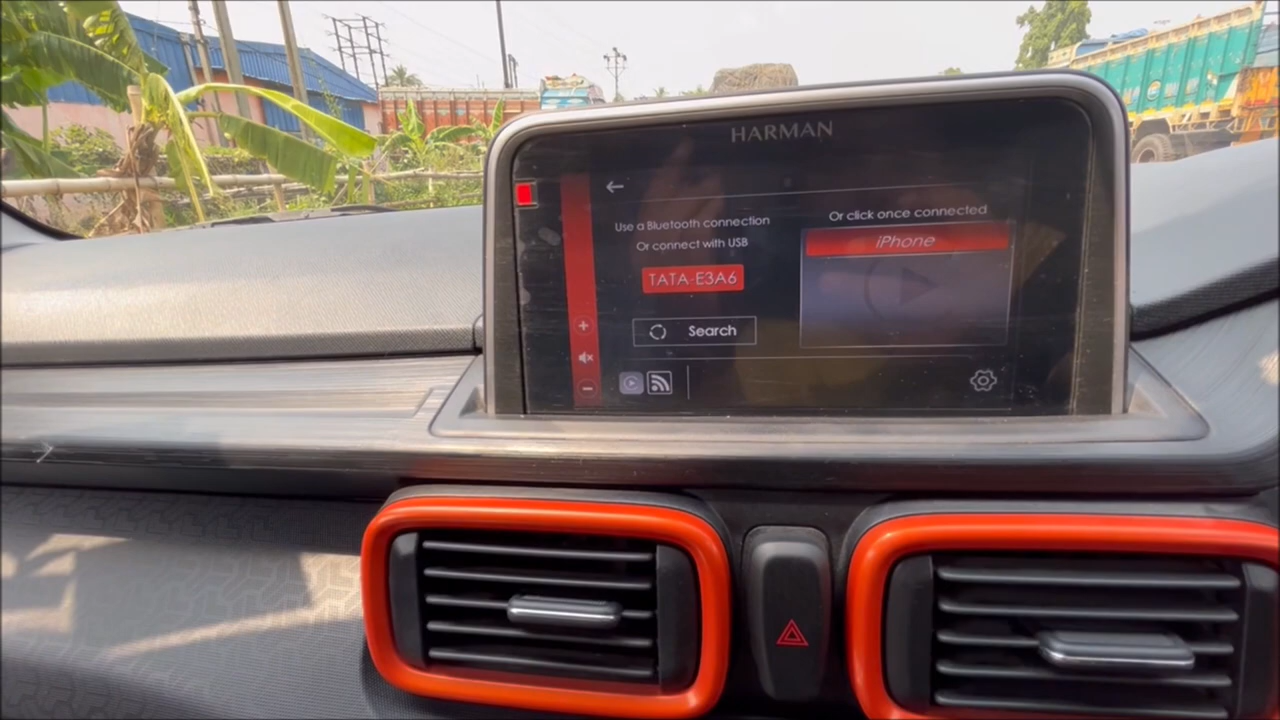 HARMAN
Use a Bluetooth connection
Or connect with USB
TATA-E3A6
Search
Or click once connected
iPhone